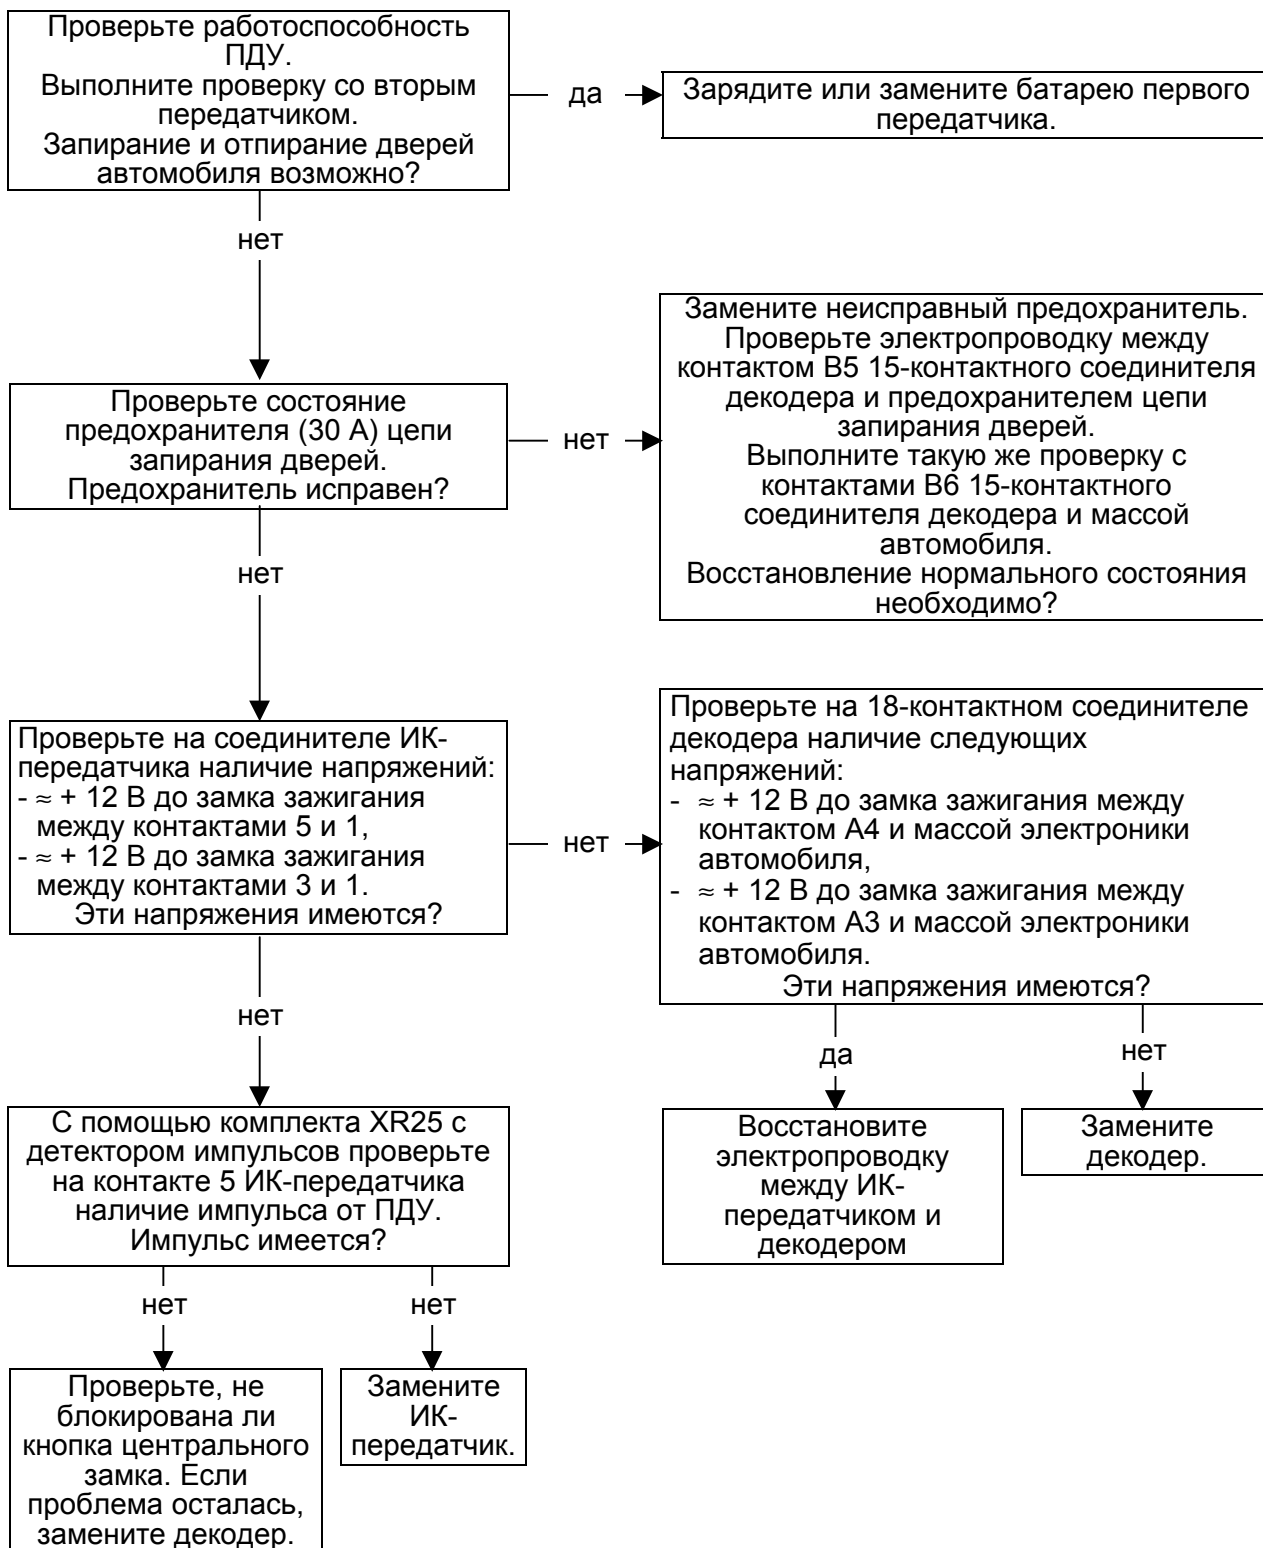 Проверьте работоспособность
ПДУ.
Выполните проверку со вторым
передатчиком.
Запирание и отпирание дверей
автомобиля возможно?
да
Зарядите или замените батарею первого
передатчика.
нет
Проверьте состояние
предохранителя (30 А) цепи
запирания дверей.
Предохранитель исправен?
нет
Замените неисправный предохранитель.
Проверьте электропроводку между
контактом В5 15-контактного соединителя
декодера и предохранителем цепи
запирания дверей.
Выполните такую же проверку с
контактами В6 15-контактного
соединителя декодера и массой
автомобиля.
Восстановление нормального состояния
необходимо?
нет
Проверьте на соединителе ИК-
передатчика наличие напряжений:
- ≈ + 12 В до замка зажигания
между контактами 5 и 1,
- ≈ + 12 В до замка зажигания
между контактами 3 и 1.
Эти напряжения имеются?
нет
Проверьте на 18-контактном соединителе
декодера наличие следующих
напряжений:
- ≈ + 12 В до замка зажигания между
контактом А4 и массой электроники
автомобиля,
- ≈ + 12 В до замка зажигания между
контактом А3 и массой электроники
автомобиля.
Эти напряжения имеются?
нет
да
нет
С помощью комплекта XR25 с
детектором импульсов проверьте
на контакте 5 ИК-передатчика
наличие импульса от ПДУ.
Импульс имеется?
Восстановите
электропроводку
между ИК-
передатчиком и
декодером
Замените
декодер.
нет
нет
Проверьте, не
блокирована ли
кнопка центрального
замка. Если
проблема осталась,
замените декодер.
Замените
ИК-
передатчик.